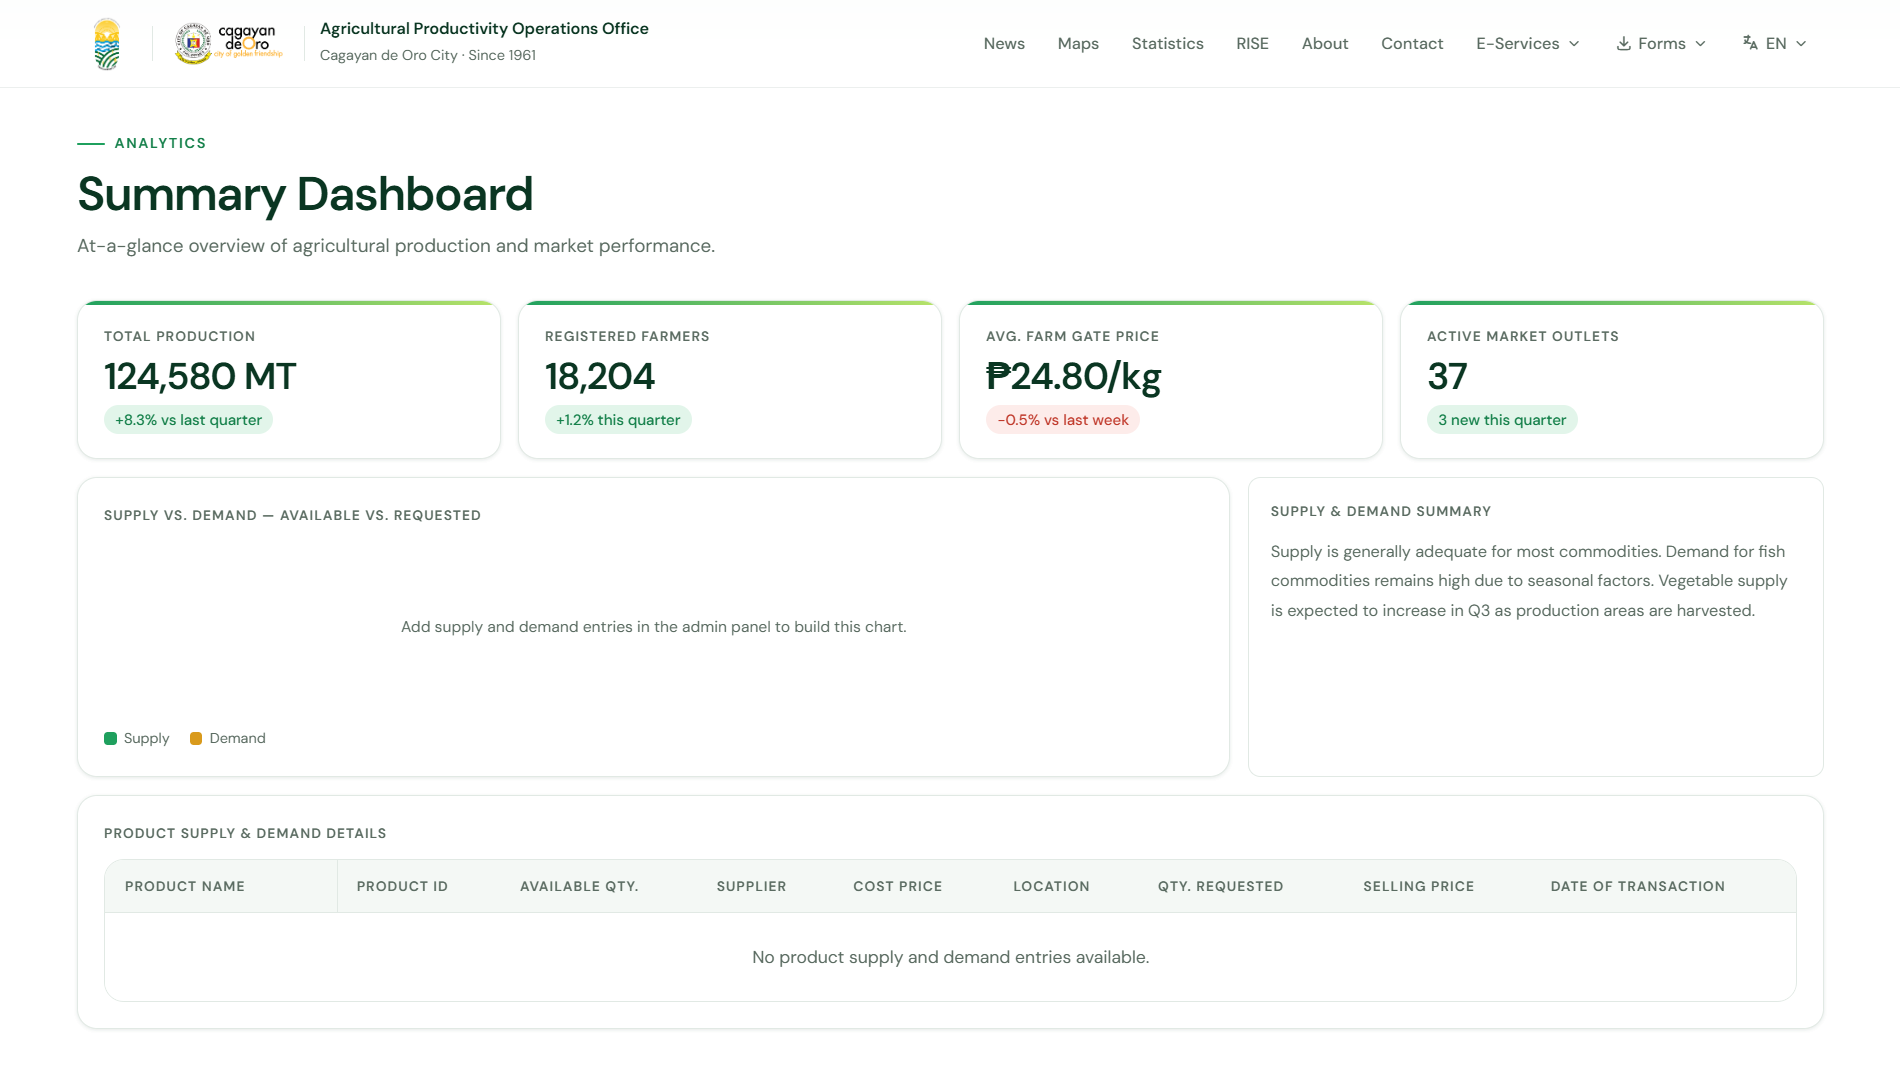 cagayan
de Oro
city of golden friendship
Agricultural Productivity Operations Office
Cagayan de Oro City · Since 1961
News
Maps
Statistics
RISE
About
Contact
E-Services
Forms
EN
ANALYTICS
Summary Dashboard
At-a-glance overview of agricultural production and market performance.
TOTAL PRODUCTION
124,580 MT
+8.3% vs last quarter
REGISTERED FARMERS
18,204
+1.2% this quarter
AVG. FARM GATE PRICE
₱24.80/kg
-0.5% vs last week
ACTIVE MARKET OUTLETS
37
3 new this quarter
SUPPLY VS. DEMAND — AVAILABLE VS. REQUESTED
Add supply and demand entries in the admin panel to build this chart.
Supply
Demand
SUPPLY & DEMAND SUMMARY
Supply is generally adequate for most commodities. Demand for fish
commodities remains high due to seasonal factors. Vegetable supply
is expected to increase in Q3 as production areas are harvested.
PRODUCT SUPPLY & DEMAND DETAILS
PRODUCT NAME
PRODUCT ID
AVAILABLE QTY.
SUPPLIER
COST PRICE
LOCATION
QTY. REQUESTED
SELLING PRICE
DATE OF TRANSACTION
No product supply and demand entries available.